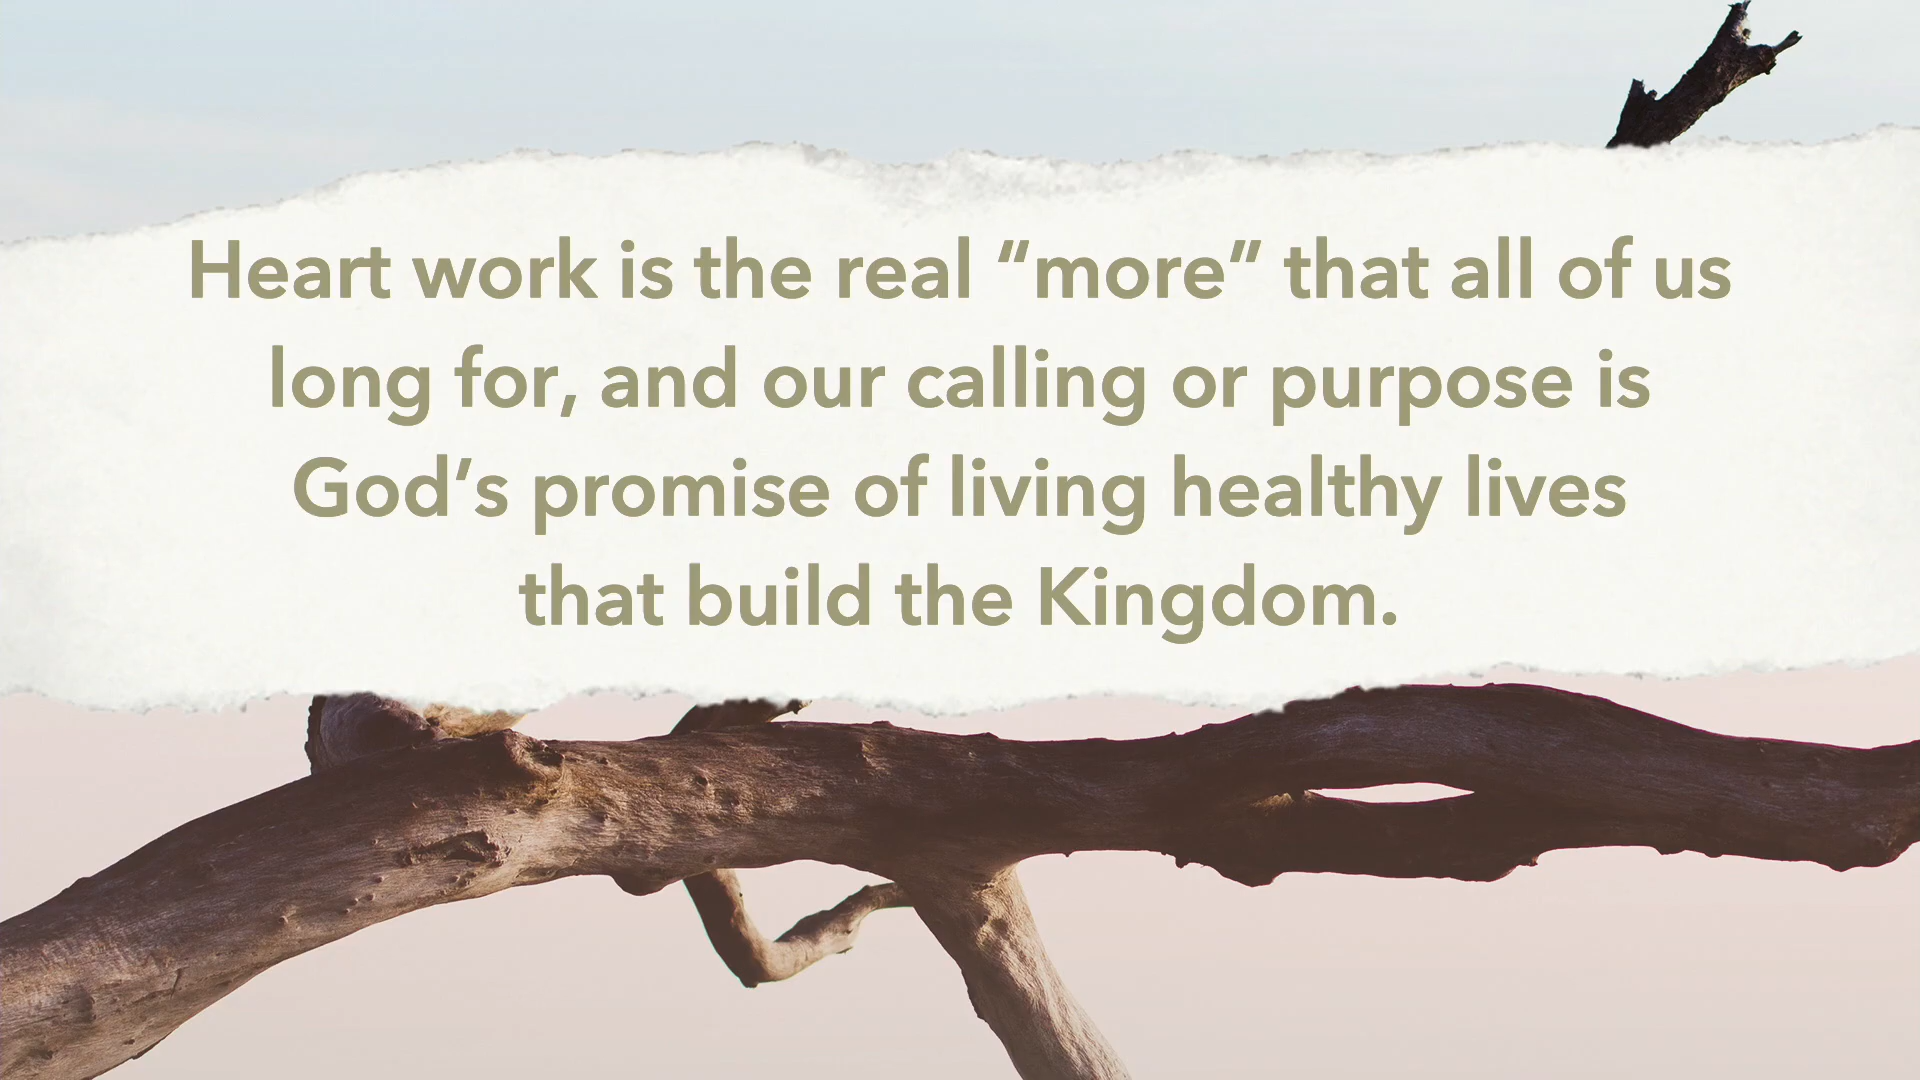 Heart work is the real “more” that all of us
long for, and our calling or purpose is
God’s promise of living healthy lives
that build the Kingdom.